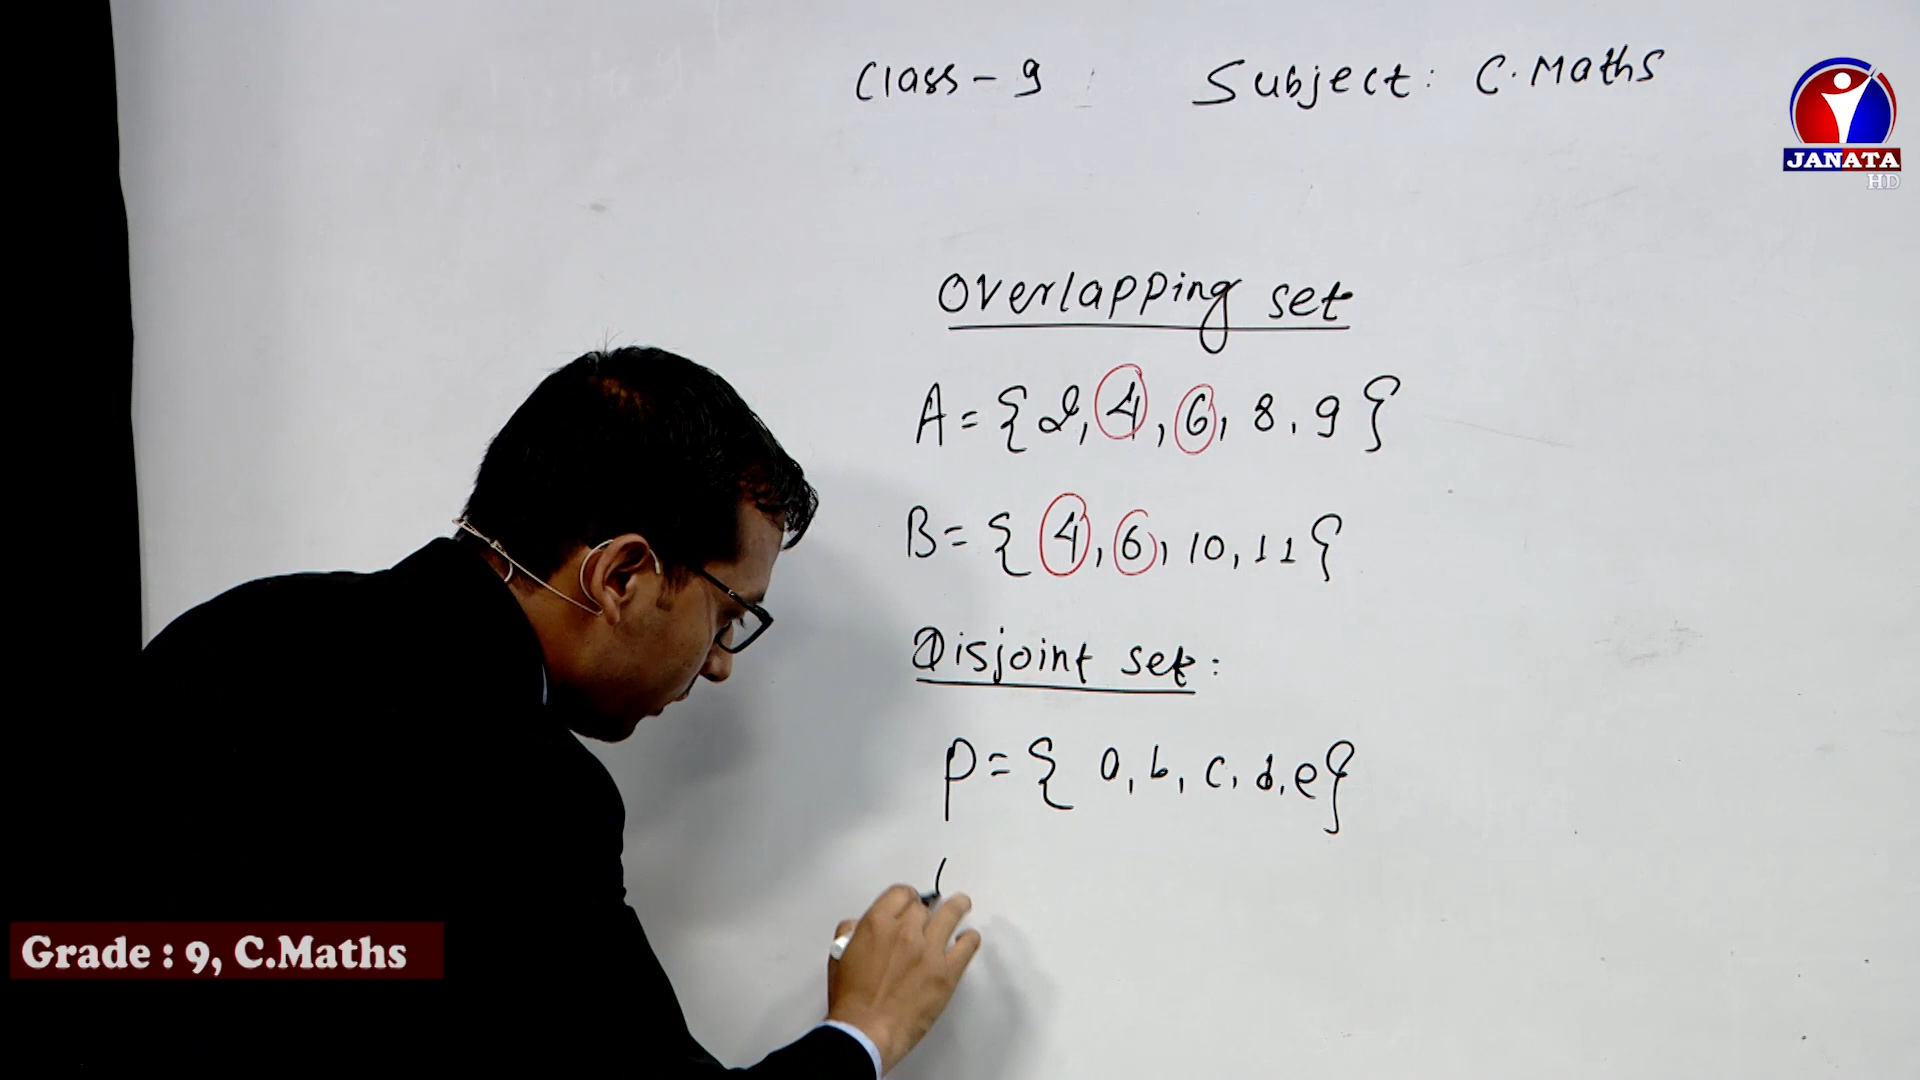 Class - 9 Subject: C. Maths
JANATA
HD
Overlapping set
A = { 2, 4, 6, 8, 9 }
B = { 4, 6, 10, 11 }
Disjoint set :
P = { a, b, c, d, e }
Grade : 9, C.Maths